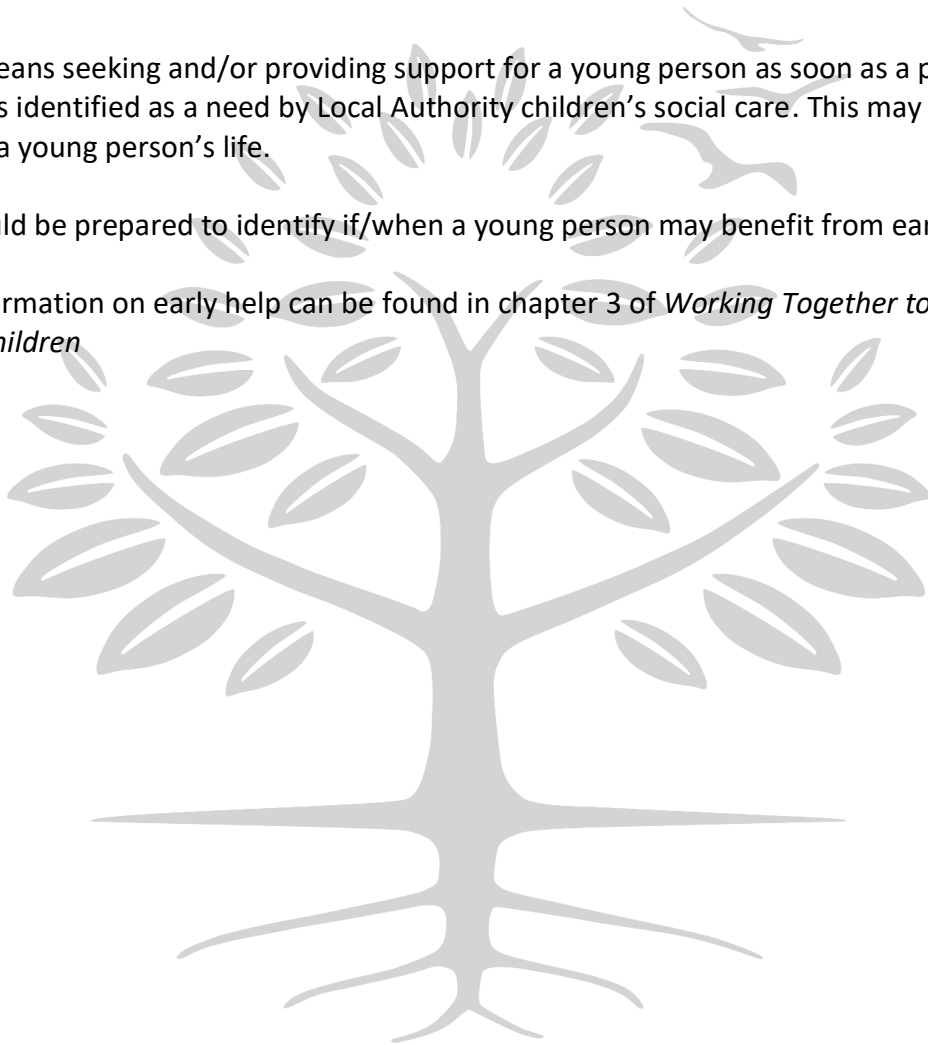 eans seeking and/or providing support for a young person as soon as a p
s identified as a need by Local Authority children’s social care. This may
a young person’s life.
uld be prepared to identify if/when a young person may benefit from ear
ormation on early help can be found in chapter 3 of Working Together to
hildren